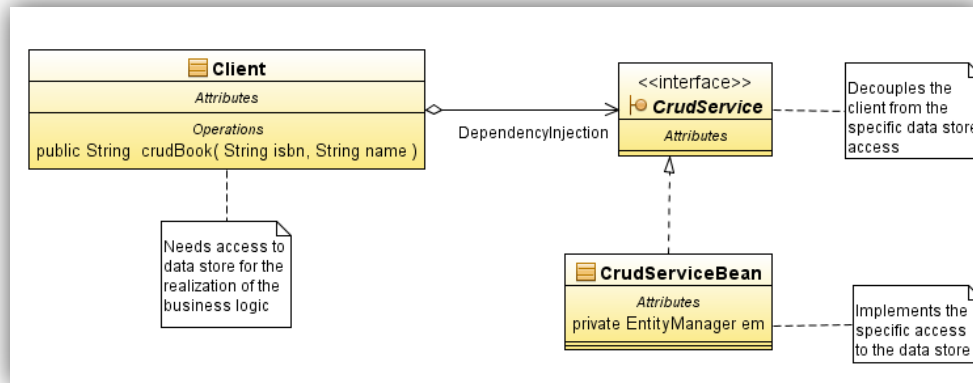 Client
Attributes
Operations
public String crudBook( String isbn, String name )
DependencyInjection
<<interface>>
CrudService
Attributes
Decouples the
client from the
specific data store
access
Needs access to
data store for the
realization of the
business logic
CrudServiceBean
Attributes
private EntityManager em
Implements the
specific access
to the data store